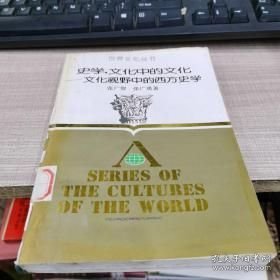 世界文化丛书
史学，文化中的文化
文化视野中的西方史学
张广智 张广勇著
A
SERIES OF
THE CULTURES
OF THE WORLD